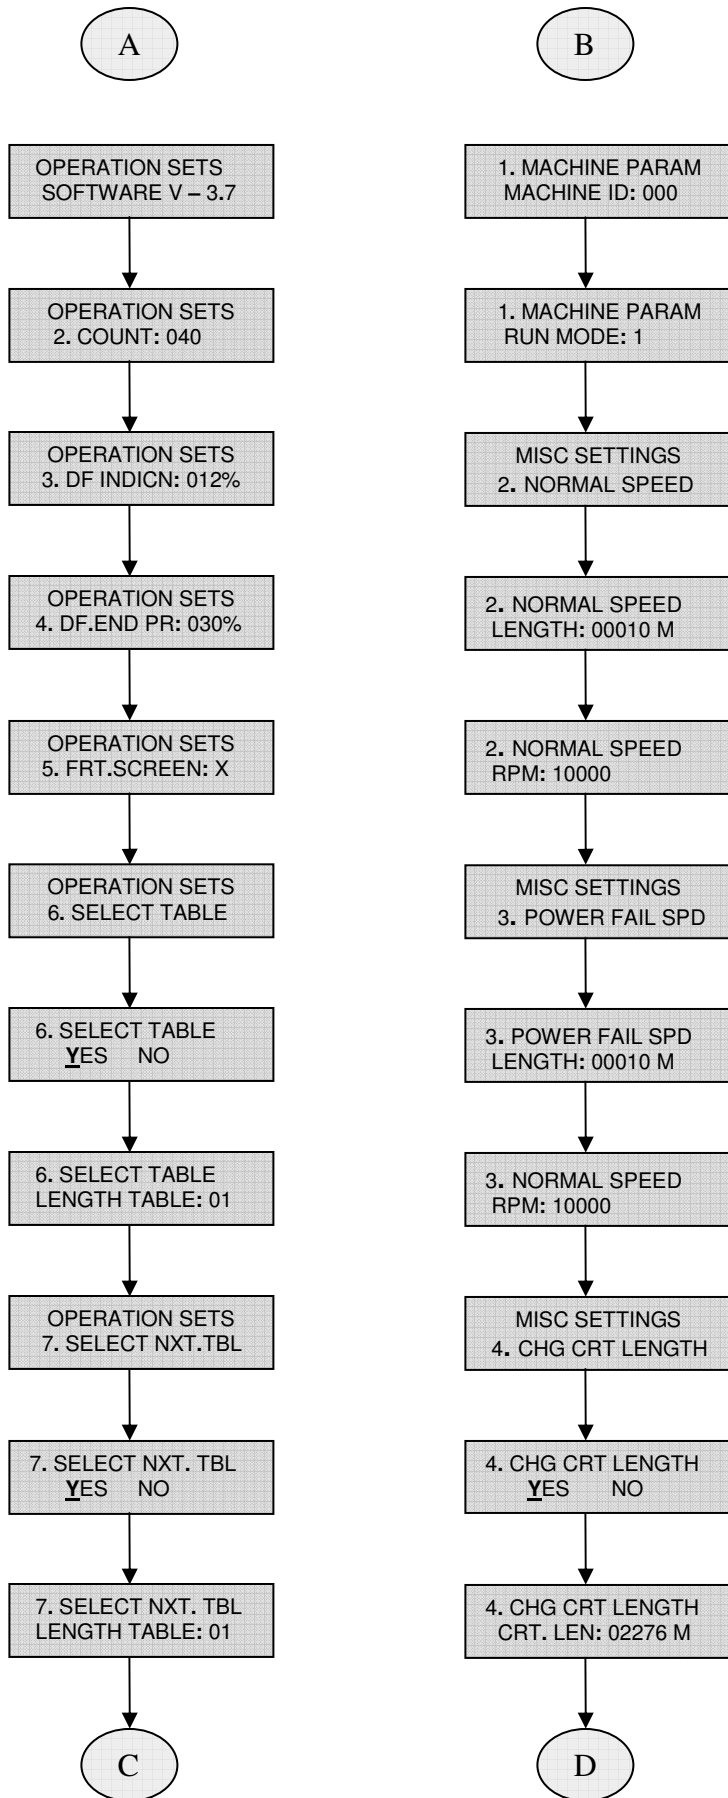 A
OPERATION SETS
SOFTWARE V – 3.7
OPERATION SETS
2. COUNT: 040
OPERATION SETS
3. DF INDICN: 012%
OPERATION SETS
4. DF.END PR: 030%
OPERATION SETS
5. FRT.SCREEN: X
OPERATION SETS
6. SELECT TABLE
6. SELECT TABLE
YES NO
6. SELECT TABLE
LENGTH TABLE: 01
OPERATION SETS
7. SELECT NXT.TBL
7. SELECT NXT. TBL
YES NO
7. SELECT NXT. TBL
LENGTH TABLE: 01
C
B
1. MACHINE PARAM
MACHINE ID: 000
1. MACHINE PARAM
RUN MODE: 1
MISC SETTINGS
2. NORMAL SPEED
2. NORMAL SPEED
LENGTH: 00010 M
2. NORMAL SPEED
RPM: 10000
MISC SETTINGS
3. POWER FAIL SPD
3. POWER FAIL SPD
LENGTH: 00010 M
3. NORMAL SPEED
RPM: 10000
MISC SETTINGS
4. CHG CRT LENGTH
4. CHG CRT LENGTH
YES NO
4. CHG CRT LENGTH
CRT. LEN: 02276 M
D